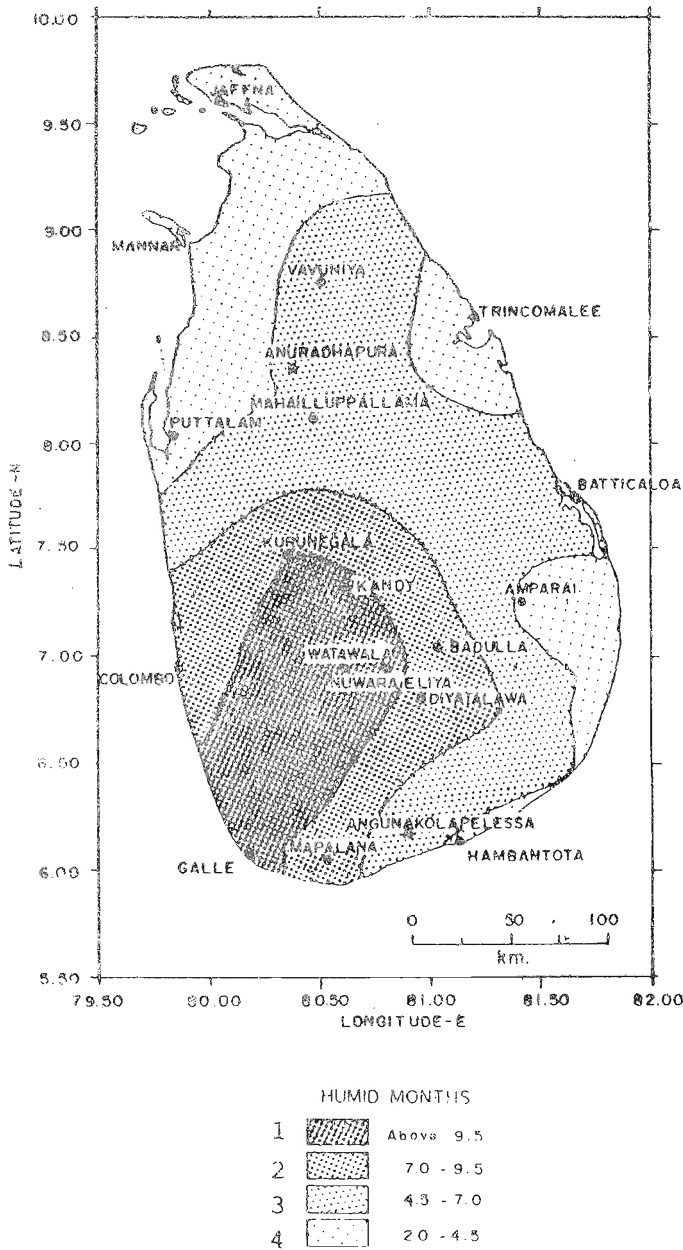 10.00
JAFFNA
9.50
9.00
MANNAR
VAVUNIYA
TRINCOMALEE
8.50
ANURADHAPURA
MAHAILLUPPALLAMA
PUTTALAM
8.00
LATITUDE -N
BATTICALOA
7.50
KURUNEGALA
KANDY
AMPARAI
WATAWALA
BADULLA
7.00
COLOMBO
NUWARA ELIYA
DIYATALAWA
6.50
ANGUNAKOLAPELESSA
MAPALANA
GALLE
HAMBANTOTA
6.00
0 50 100
km.
5.50
79.50 80.00 80.50 81.00 81.50 82.00
LONGITUDE-E
HUMID MONTHS
1 Above 9.5
2 7.0 - 9.5
3 4.5 - 7.0
4 2.0 - 4.5